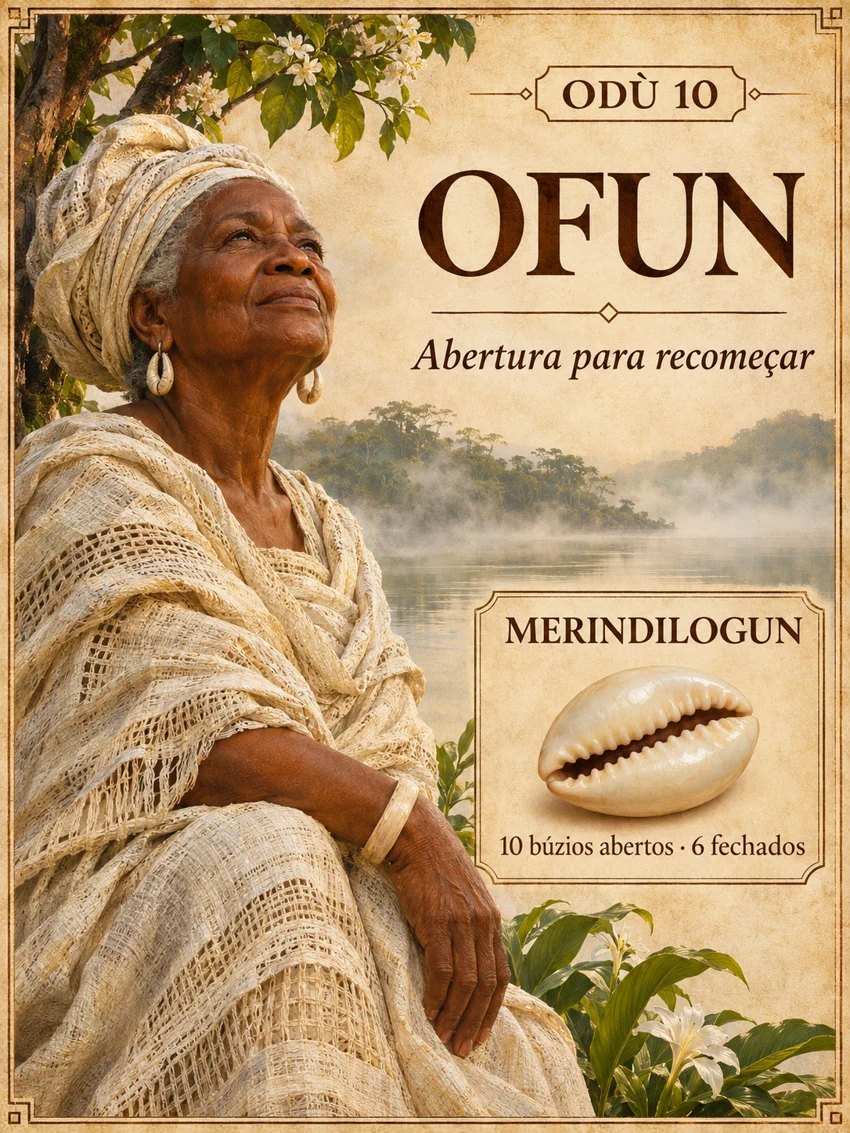 ODÙ 10
OFUN
Abertura para recomeçar
MERINDILOGUN
10 búzios abertos · 6 fechados